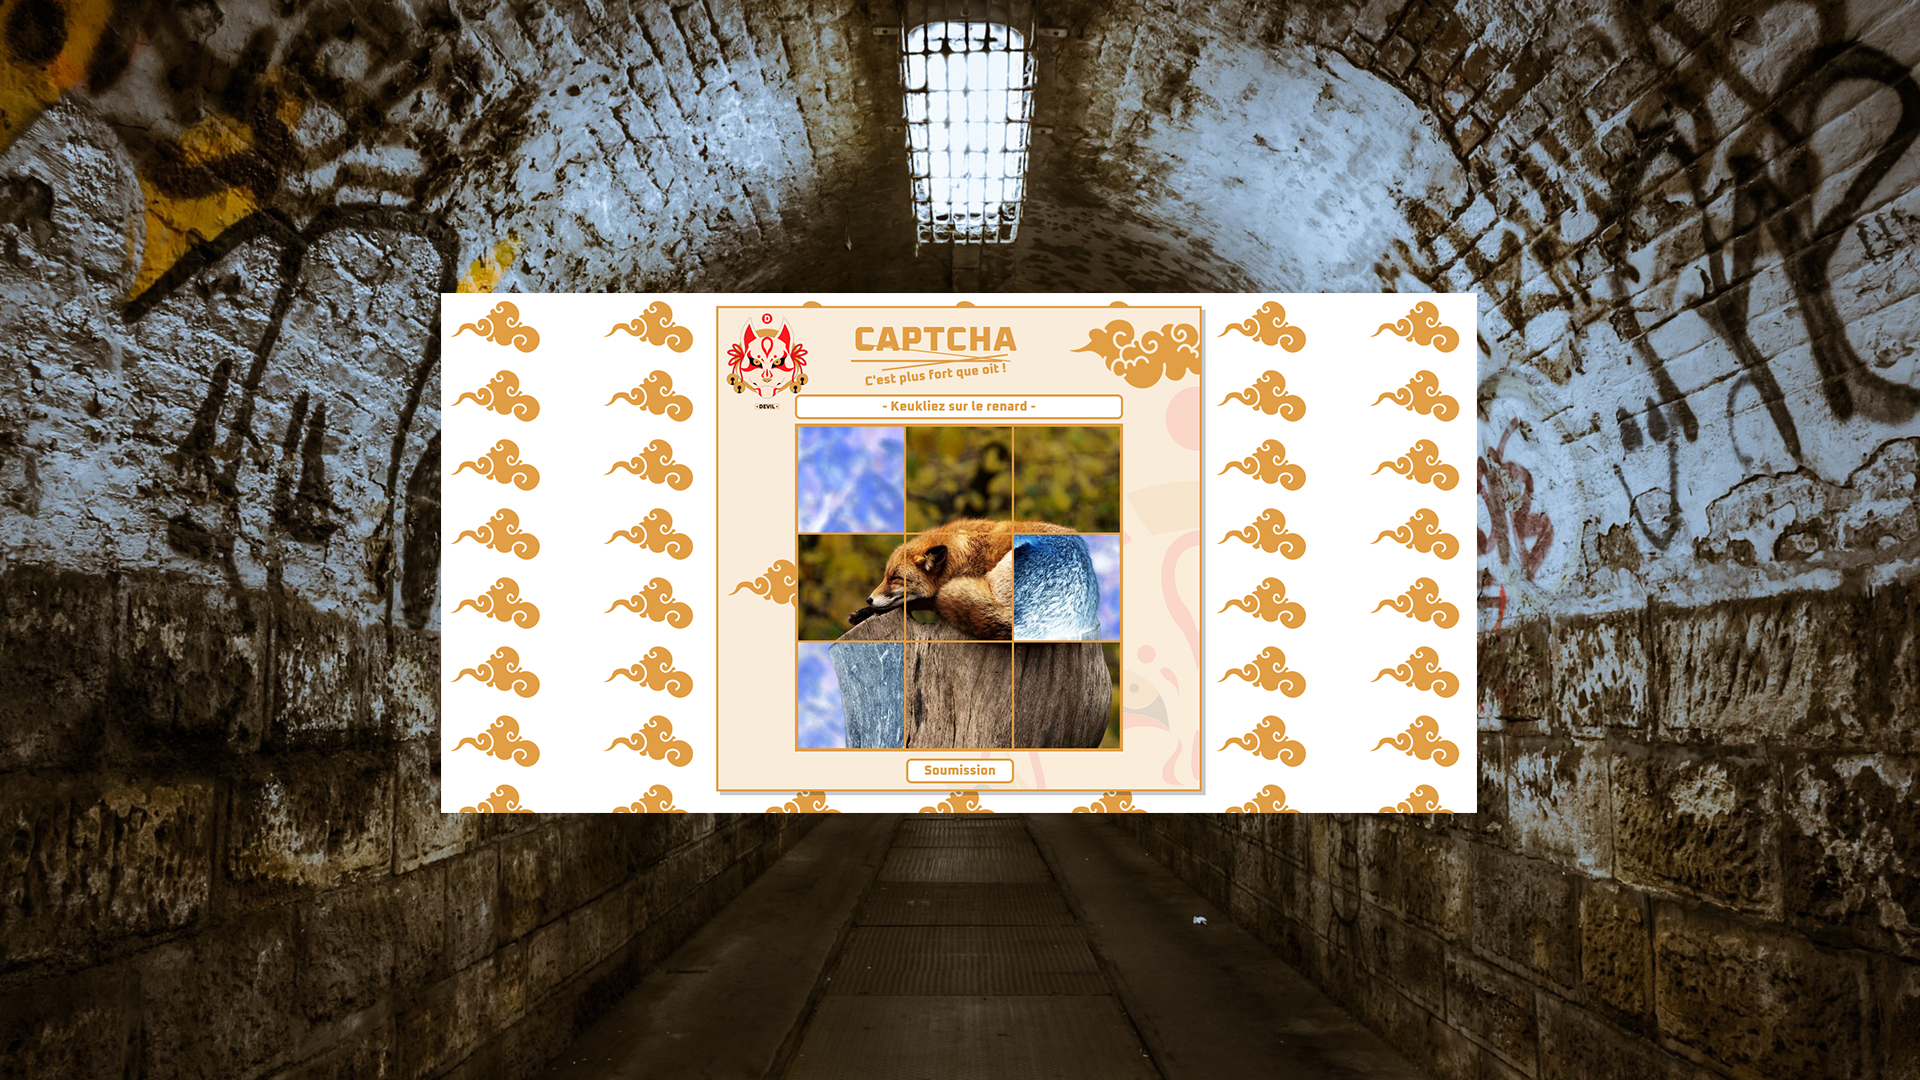 D
CAPTCHA
C'est plus fort que oit !
DEVIL
- Keukliez sur le renard -
Soumission